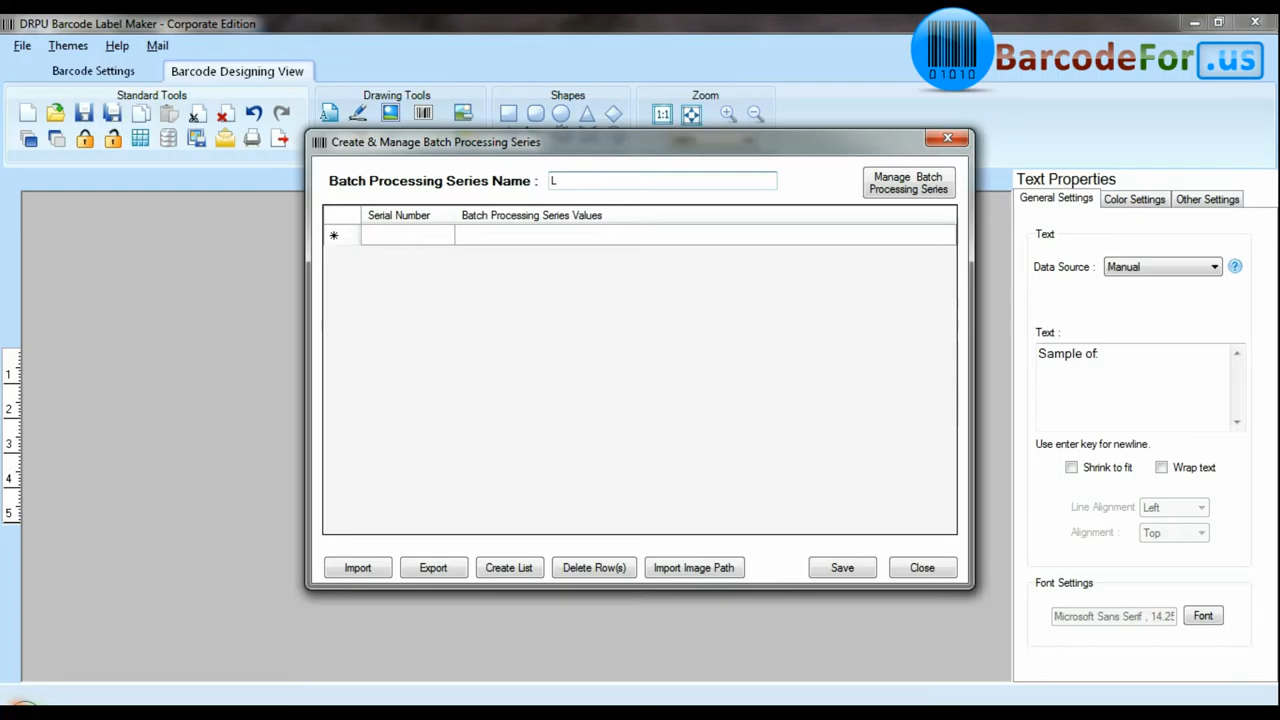 DRPU Barcode Label Maker - Corporate Edition
File Themes Help Mail
01010
BarcodeFor.us
Barcode Settings Barcode Designing View
Standard Tools Drawing Tools Shapes Zoom
1:1
Create & Manage Batch Processing Series
Batch Processing Series Name : L
Manage Batch
Processing Series
Serial Number Batch Processing Series Values
Import Export Create List Delete Row(s) Import Image Path Save Close
Text Properties
General Settings Color Settings Other Settings
Text
Data Source : Manual ?
Text :
Sample of:
Use enter key for newline.
Shrink to fit Wrap text
Line Alignment Left
Alignment : Top
Font Settings
Microsoft Sans Serif , 14.25 Font
1
2
3
4
5